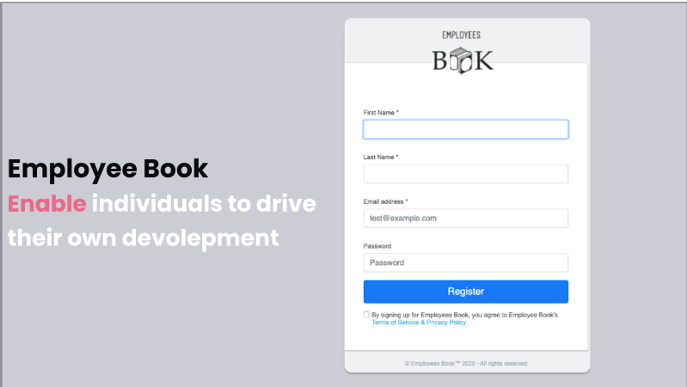 Employee Book
Enable individuals to drive
their own devolepment
EMPLOYEES
BOOK
First Name *
Last Name *
Email address *
test@example.com
Password
Password
Register
By signing up for Employees Book, you agree to Employee Book's
Terms of Service & Privacy Policy
© Employees Book™ 2020 - All rights reserved